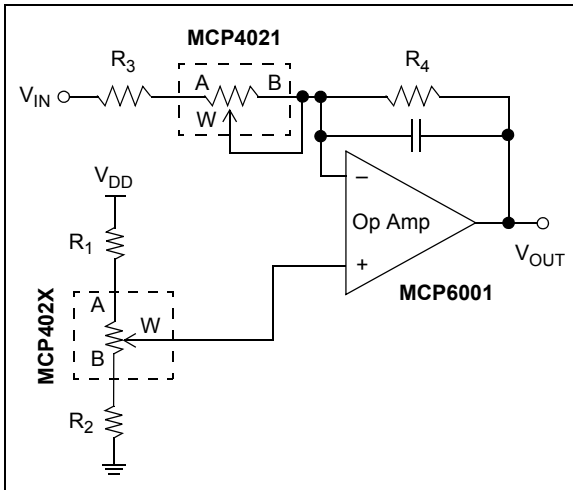 MCP4021
R3
A
B
R4
VIN
W
VDD
−
Op Amp
R1
VOUT
+
MCP6001
A
W
MCP402X
B
R2